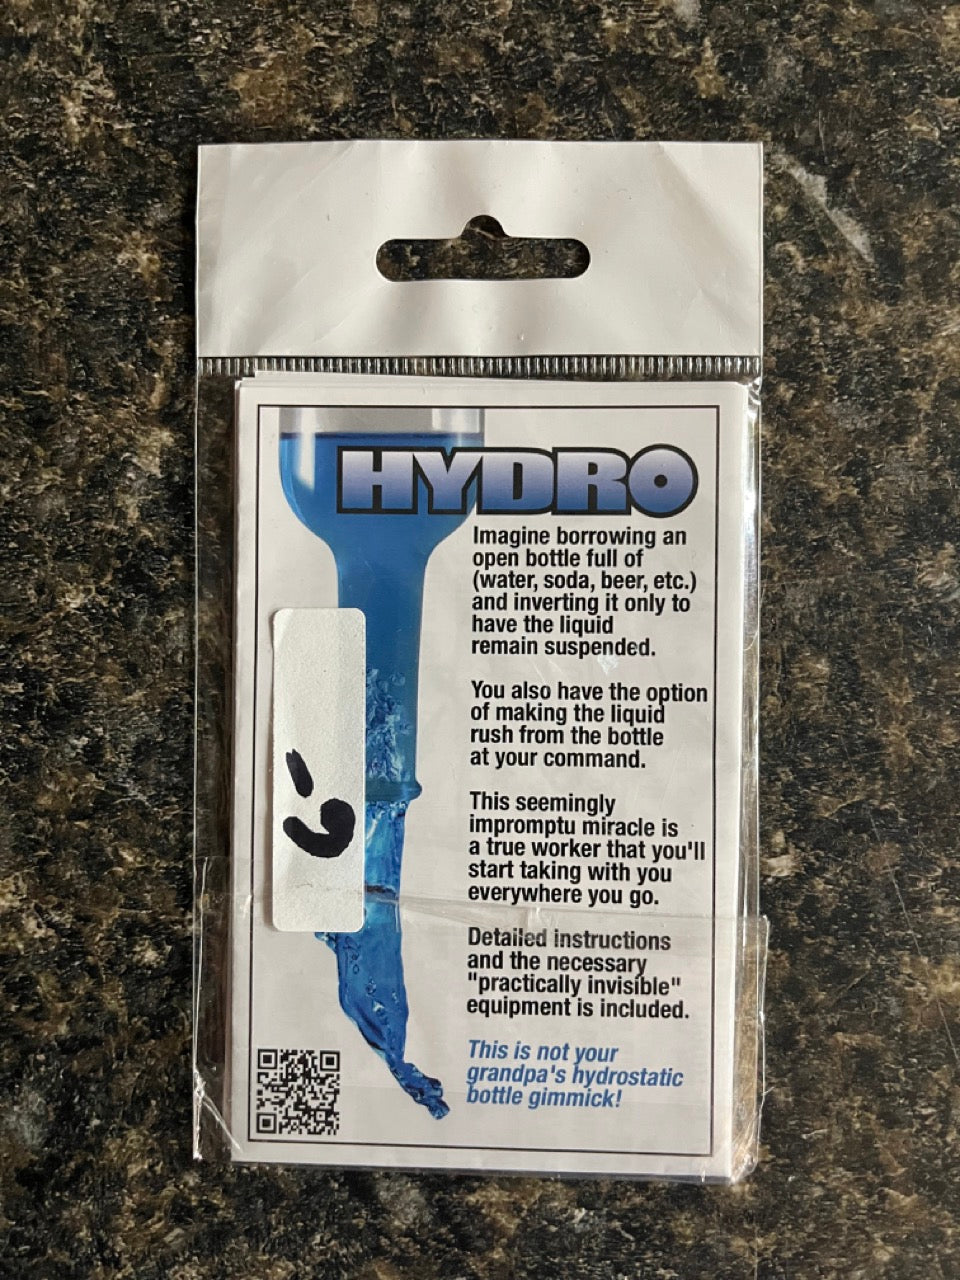 HYDRO
Imagine borrowing an
open bottle full of
(water, soda, beer, etc.)
and inverting it only to
have the liquid
remain suspended.
You also have the option
of making the liquid
rush from the bottle
at your command.
This seemingly
impromptu miracle is
a true worker that you'll
start taking with you
everywhere you go.
Detailed instructions
and the necessary
"practically invisible"
equipment is included.
This is not your
grandpa's hydrostatic
bottle gimmick!